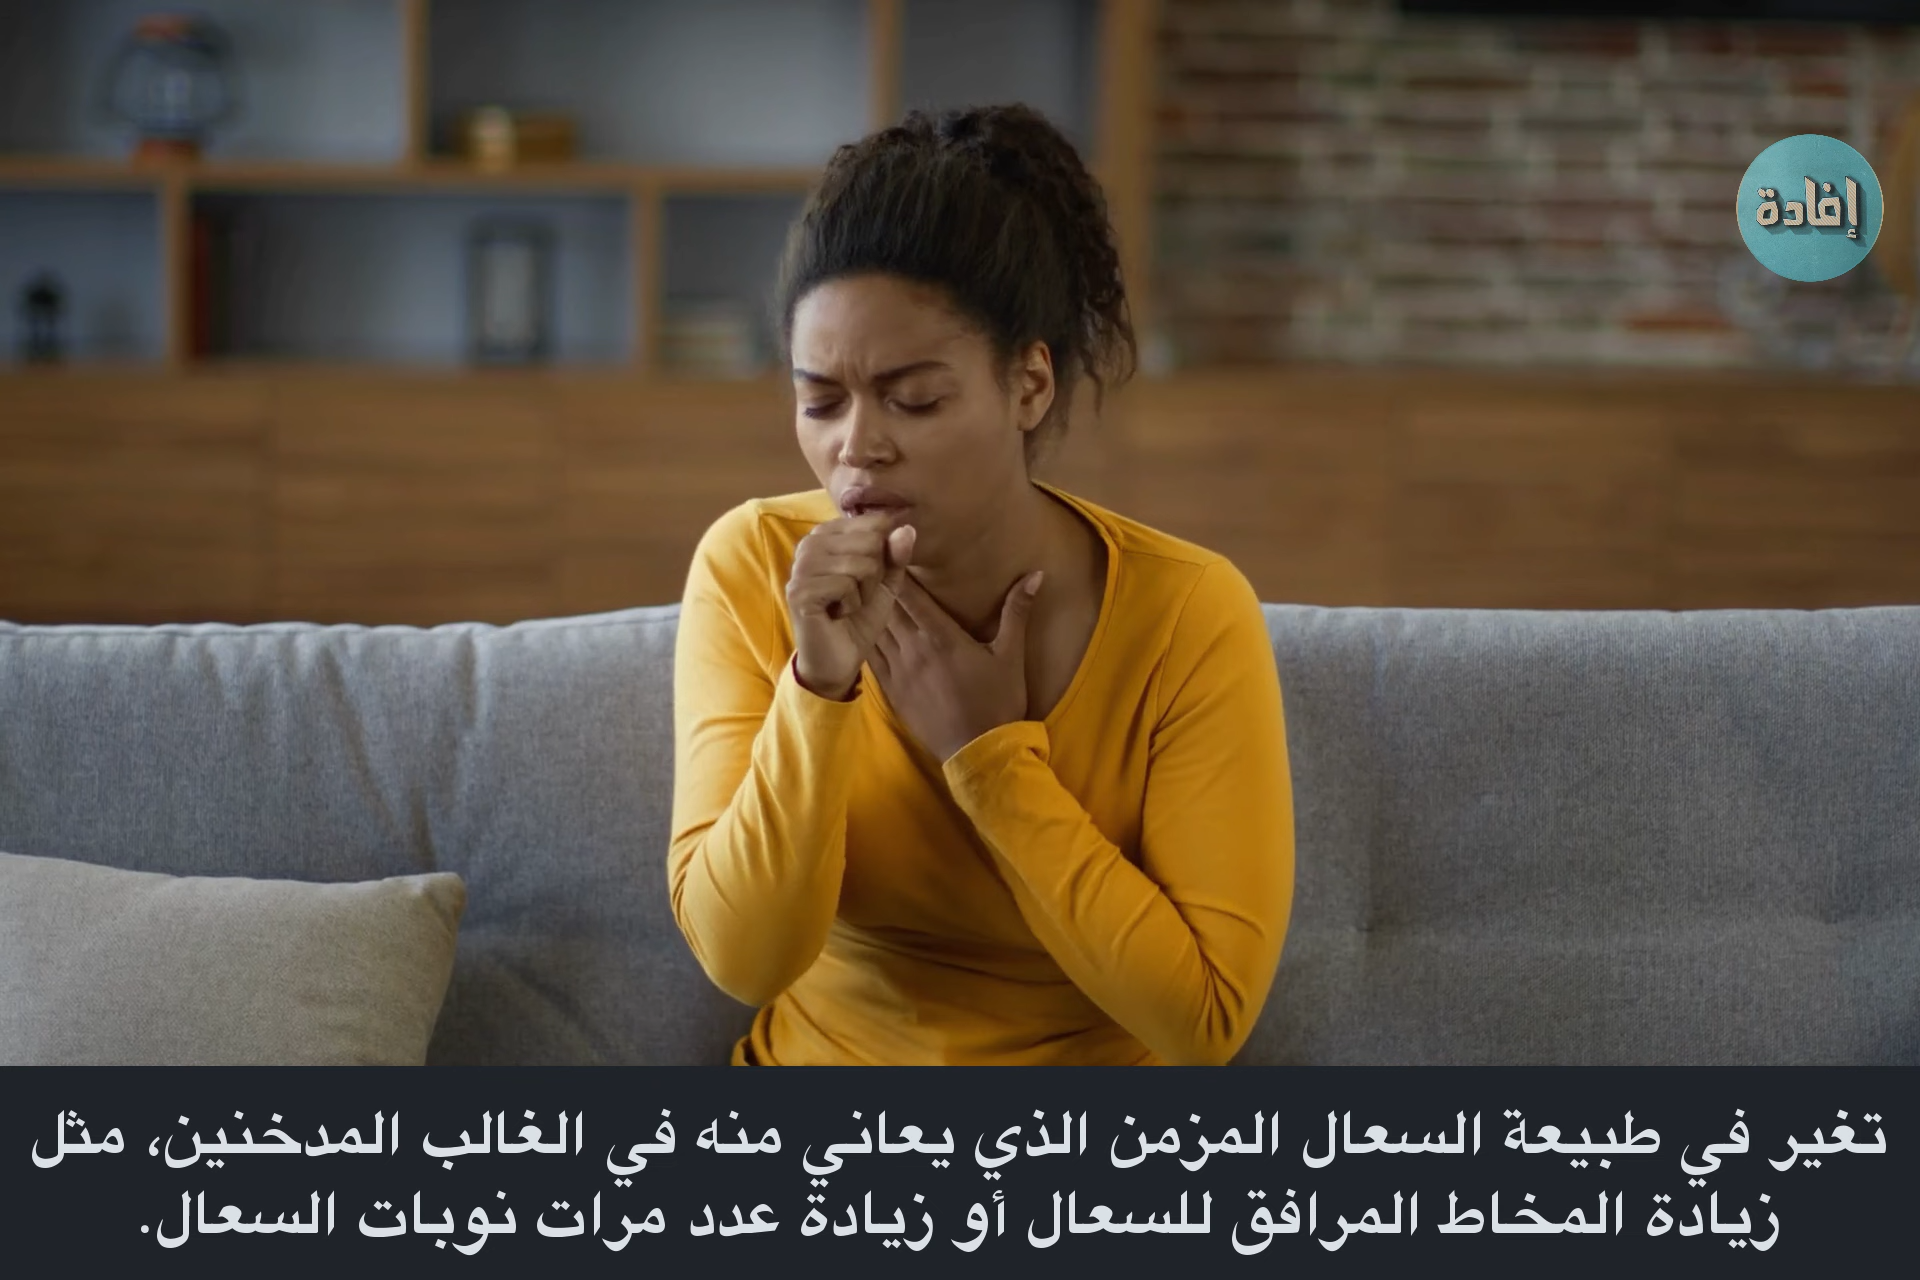 إفادة
تغير في طبيعة السعال المزمن الذي يعاني منه في الغالب المدخنين، مثل
زيادة المخاط المرافق للسعال أو زيادة عدد مرات نوبات السعال.